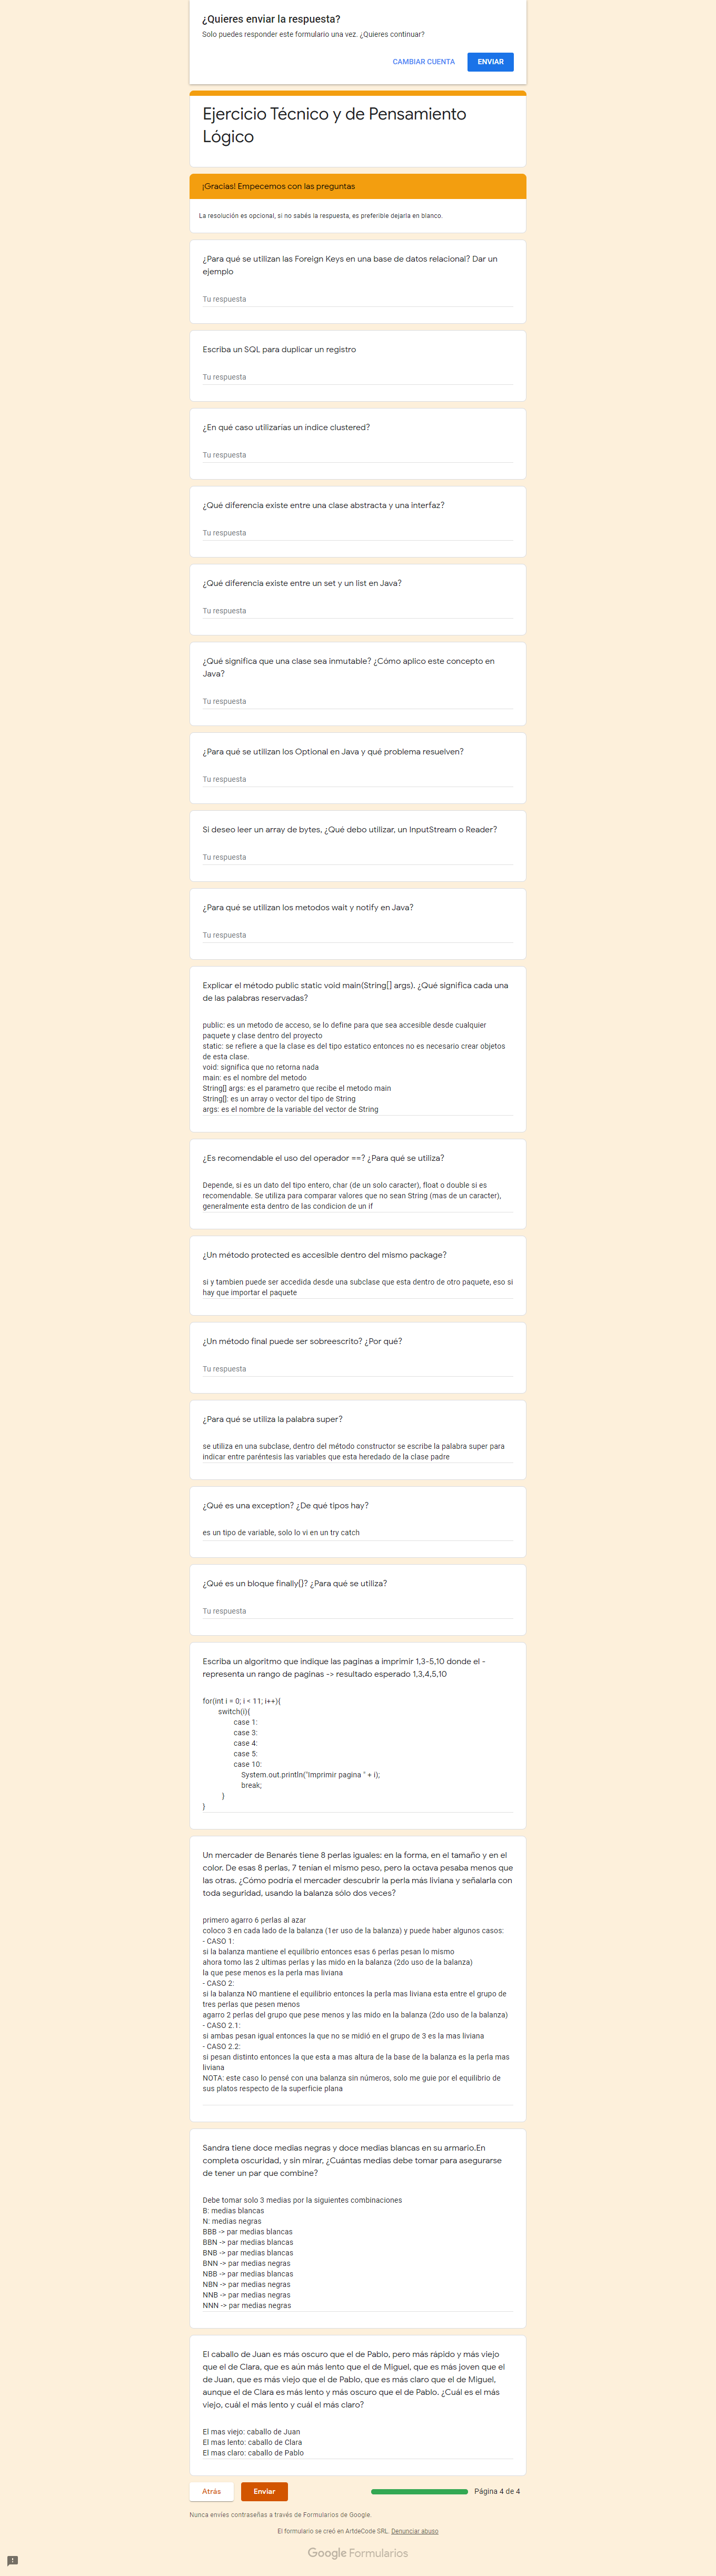 ¿Quieres enviar la respuesta?
Solo puedes responder este formulario una vez. ¿Quieres continuar?
CAMBIAR CUENTA
ENVIAR
Ejercicio Técnico y de Pensamiento
Lógico
¡Gracias! Empecemos con las preguntas
La resolución es opcional, si no sabés la respuesta, es preferible dejarla en blanco.
¿Para qué se utilizan las Foreign Keys en una base de datos relacional? Dar un
ejemplo
Tu respuesta
Escriba un SQL para duplicar un registro
Tu respuesta
¿En qué caso utilizarías un índice clustered?
Tu respuesta
¿Qué diferencia existe entre una clase abstracta y una interfaz?
Tu respuesta
¿Qué diferencia existe entre un set y un list en Java?
Tu respuesta
¿Qué significa que una clase sea inmutable? ¿Cómo aplico este concepto en
Java?
Tu respuesta
¿Para qué se utilizan los Optional en Java y qué problema resuelven?
Tu respuesta
Si deseo leer un array de bytes, ¿Qué debo utilizar, un InputStream o Reader?
Tu respuesta
¿Para qué se utilizan los metodos wait y notify en Java?
Tu respuesta
Explicar el método public static void main(String[] args), ¿Qué significa cada una
de las palabras reservadas?
public: es un metodo de acceso, se lo define para que sea accesible desde cualquier
paquete y clase dentro del proyecto
static: se refiere a que la clase es del tipo estatico entonces no es necesario crear objetos
de esta clase.
void: significa que no retorna nada
main: es el nombre del metodo
String[] args: es el parametro que recibe el metodo main
String[]: es un array o vector del tipo de String
args: es el nombre de la variable del vector de String
¿Es recomendable el uso del operador ==? ¿Para qué se utiliza?
Depende, si es un dato del tipo entero, char (de un solo caracter), float o double si es
recomendable. Se utiliza para comparar valores que no sean String (mas de un caracter),
generalmente esta dentro de las condicion de un if
¿Un método protected es accesible dentro del mismo package?
si y tambien puede ser accedida desde una subclase que esta dentro de otro paquete, eso si
hay que importar el paquete
¿Un método final puede ser sobreescrito? ¿Por qué?
Tu respuesta
¿Para qué se utiliza la palabra super?
se utiliza en una subclase, dentro del método constructor se escribe la palabra super para
indicar entre paréntesis las variables que esta heredado de la clase padre
¿Qué es una exception? ¿De qué tipos hay?
es un tipo de variable, solo lo vi en un try catch
¿Qué es un bloque finally{}? ¿Para qué se utiliza?
Tu respuesta
Escriba un algoritmo que indique las paginas a imprimir 1,3-5,10 donde el -
representa un rango de paginas -> resultado esperado 1,3,4,5,10
for(int i = 0; i < 11; i++){
switch(i){
case 1:
case 3:
case 4:
case 5:
case 10:
System.out.println("Imprimir pagina " + i);
break;
}
}
Un mercader de Benarés tiene 8 perlas iguales: en la forma, en el tamaño y en el
color. De esas 8 perlas, 7 tenían el mismo peso, pero la octava pesaba menos que
las otras. ¿Cómo podría el mercader descubrir la perla más liviana y señalarla con
toda seguridad, usando la balanza sólo dos veces?
primero agarro 6 perlas al azar
coloco 3 en cada lado de la balanza (1er uso de la balanza) y puede haber algunos casos:
- CASO 1:
si la balanza mantiene el equilibrio entonces esas 6 perlas pesan lo mismo
ahora tomo las 2 ultimas perlas y las mido en la balanza (2do uso de la balanza)
la que pese menos es la perla mas liviana
- CASO 2:
si la balanza NO mantiene el equilibrio entonces la perla mas liviana esta entre el grupo de
tres perlas que pesen menos
agarro 2 perlas del grupo que pese menos y las mido en la balanza (2do uso de la balanza)
- CASO 2.1:
si ambas pesan igual entonces la que no se midió en el grupo de 3 es la mas liviana
- CASO 2.2:
si pesan distinto entonces la que esta a mas altura de la base de la balanza es la perla mas
liviana
NOTA: este caso lo pensé con una balanza sin números, solo me guie por el equilibrio de
sus platos respecto de la superficie plana
Sandra tiene doce medias negras y doce medias blancas en su armario.En
completa oscuridad, y sin mirar, ¿Cuántas medias debe tomar para asegurarse
de tener un par que combine?
Debe tomar solo 3 medias por la siguientes combinaciones
B: medias blancas
N: medias negras
BBB -> par medias blancas
BBN -> par medias blancas
BNB -> par medias blancas
BNN -> par medias negras
NBB -> par medias blancas
NBN -> par medias negras
NNB -> par medias negras
NNN -> par medias negras
El caballo de Juan es más oscuro que el de Pablo, pero más rápido y más viejo
que el de Clara, que es aún más lento que el de Miguel, que es más joven que el
de Juan, que es más viejo que el de Pablo, que es más claro que el de Miguel,
aunque el de Clara es más lento y más oscuro que el de Pablo. ¿Cuál es el más
viejo, cuál el más lento y cuál el más claro?
El mas viejo: caballo de Juan
El mas lento: caballo de Clara
El mas claro: caballo de Pablo
Atrás
Enviar
Página 4 de 4
Nunca envíes contraseñas a través de Formularios de Google.
El formulario se creó en ArtdeCode SRL. Denunciar abuso
Google Formularios